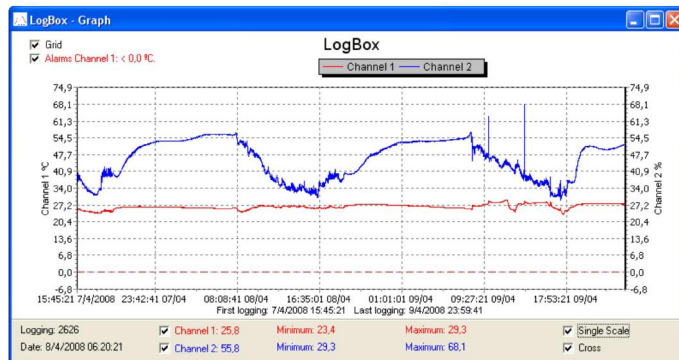 LogBox - Graph
Grid
Alarms Channel 1: < 0,0 ºC.
LogBox
Channel 1 Channel 2
74,9 74,9
68,1 68,1
61,3 61,3
54,5 54,5
47,7 47,7
40,9 40,9
34,0 34,0
27,2 27,2
20,4 20,4
13,6 13,6
6,8 6,8
0,0 0,0
-6,8 -6,8
Channel 1 ºC
Channel 2 %
15:45:21 7/4/2008 23:42:41 07/04 08:08:41 08/04 16:35:01 08/04 01:01:01 09/04 09:27:21 09/04 17:53:21 09/04
First logging: 7/4/2008 15:45:21 Last logging: 9/4/2008 23:59:41
Logging: 2626 Channel 1: 25,8 Minimum: 23,4 Maximum: 29,3 Single Scale
Date: 8/4/2008 06:20:21 Channel 2: 55,8 Minimum: 29,3 Maximum: 68,1 Cross